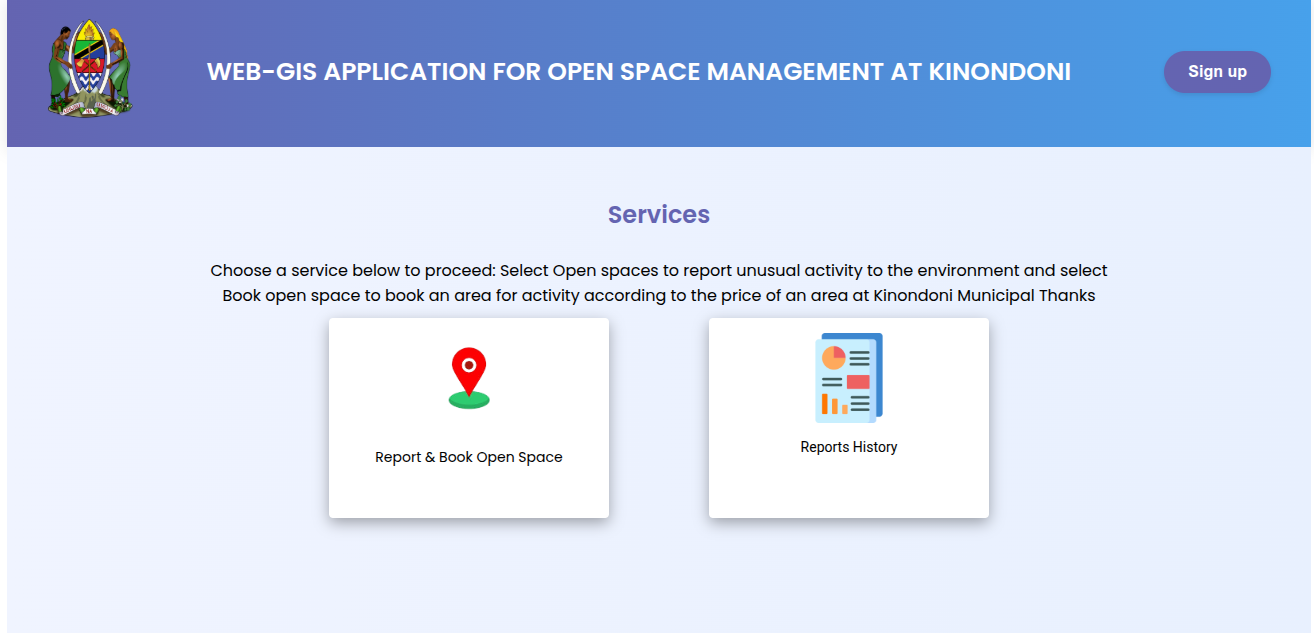 WEB-GIS APPLICATION FOR OPEN SPACE MANAGEMENT AT KINONDONI
Sign up
Services
Choose a service below to proceed: Select Open spaces to report unusual activity to the environment and select
Book open space to book an area for activity according to the price of an area at Kinondoni Municipal Thanks
Report & Book Open Space
Reports History